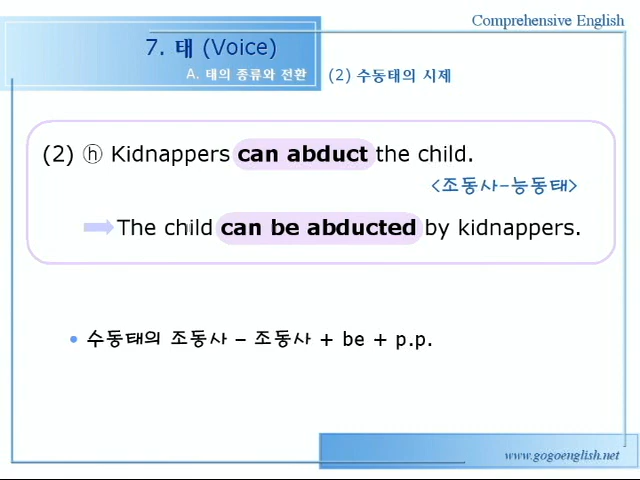 Comprehensive English
7. 태 (Voice)
A. 태의 종류와 전환 (2) 수동태의 시제
(2) ⓗ Kidnappers can abduct the child.
<조동사-능동태>
The child can be abducted by kidnappers.
• 수동태의 조동사 – 조동사 + be + p.p.
www.gogoenglish.net